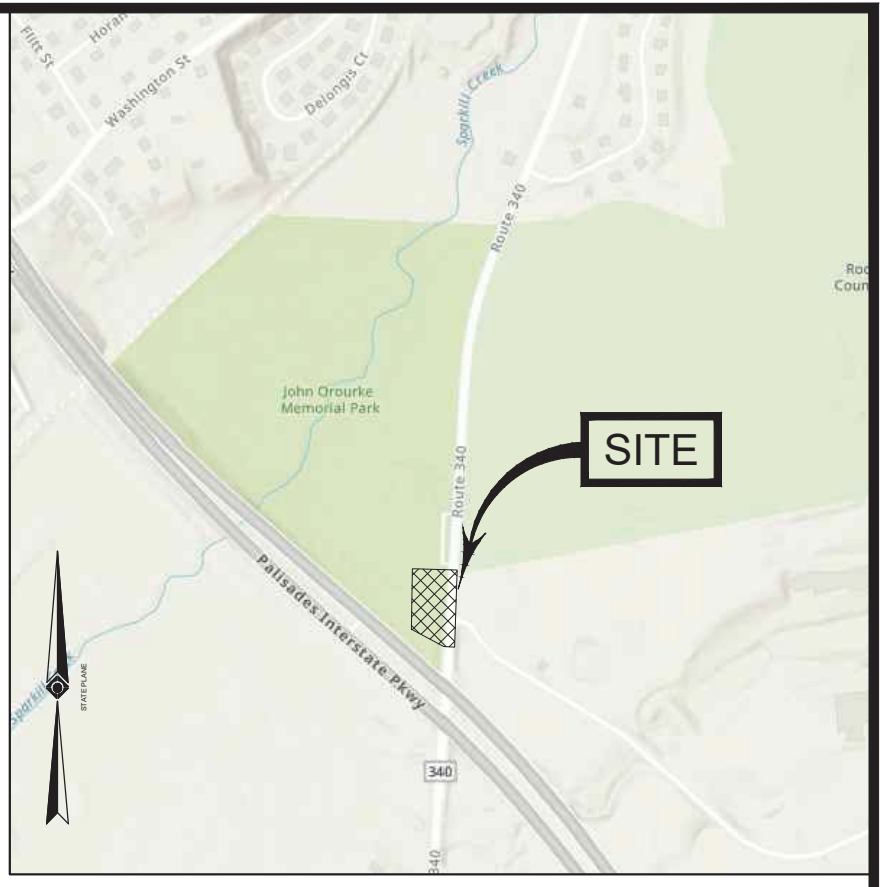 Flitt St
Horan
Washington St
Delongis Ct
Sparkill Creek
Route 340
Roc
Coun
John Orourke
Memorial Park
Route 340
SITE
Palisades Interstate Pkwy
STATE PLANE
Sparkill
340
340